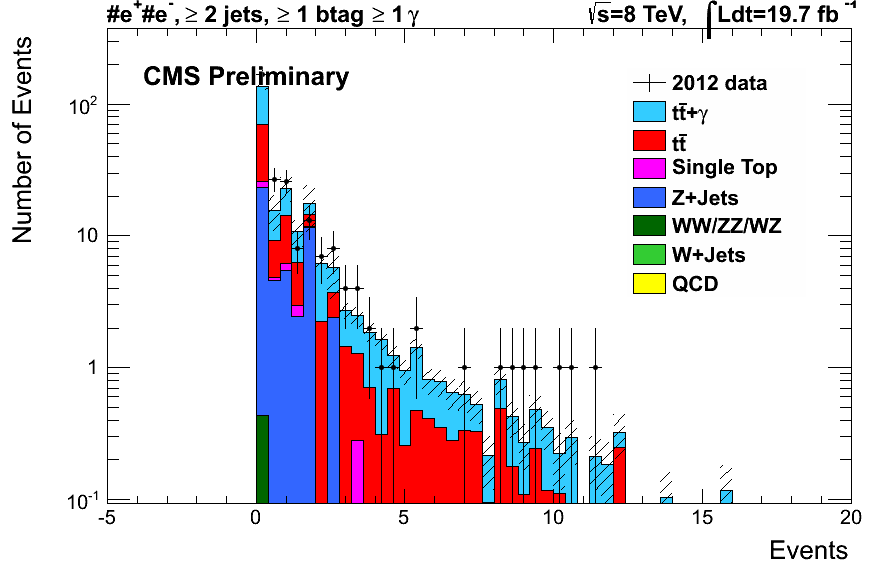 #e⁺#e⁻, ≥ 2 jets, ≥ 1 btag ≥ 1 γ
√s=8 TeV, ∫Ldt=19.7 fb⁻¹
CMS Preliminary
2012 data
tt̄+γ
tt̄
Single Top
Z+Jets
WW/ZZ/WZ
W+Jets
QCD
Number of Events
10²
10
1
10⁻¹
-5 0 5 10 15 20
Events